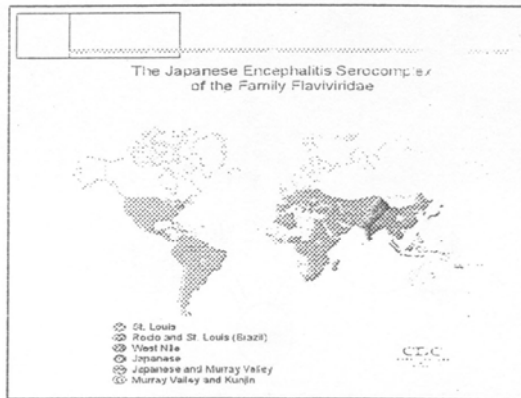 The Japanese Encephalitis Serocomplex
of the Family Flaviviridae
St. Louis
Rocio and St. Louis (Brazil)
West Nile
Japanese
Japanese and Murray Valley
Murray Valley and Kunjin
CDC